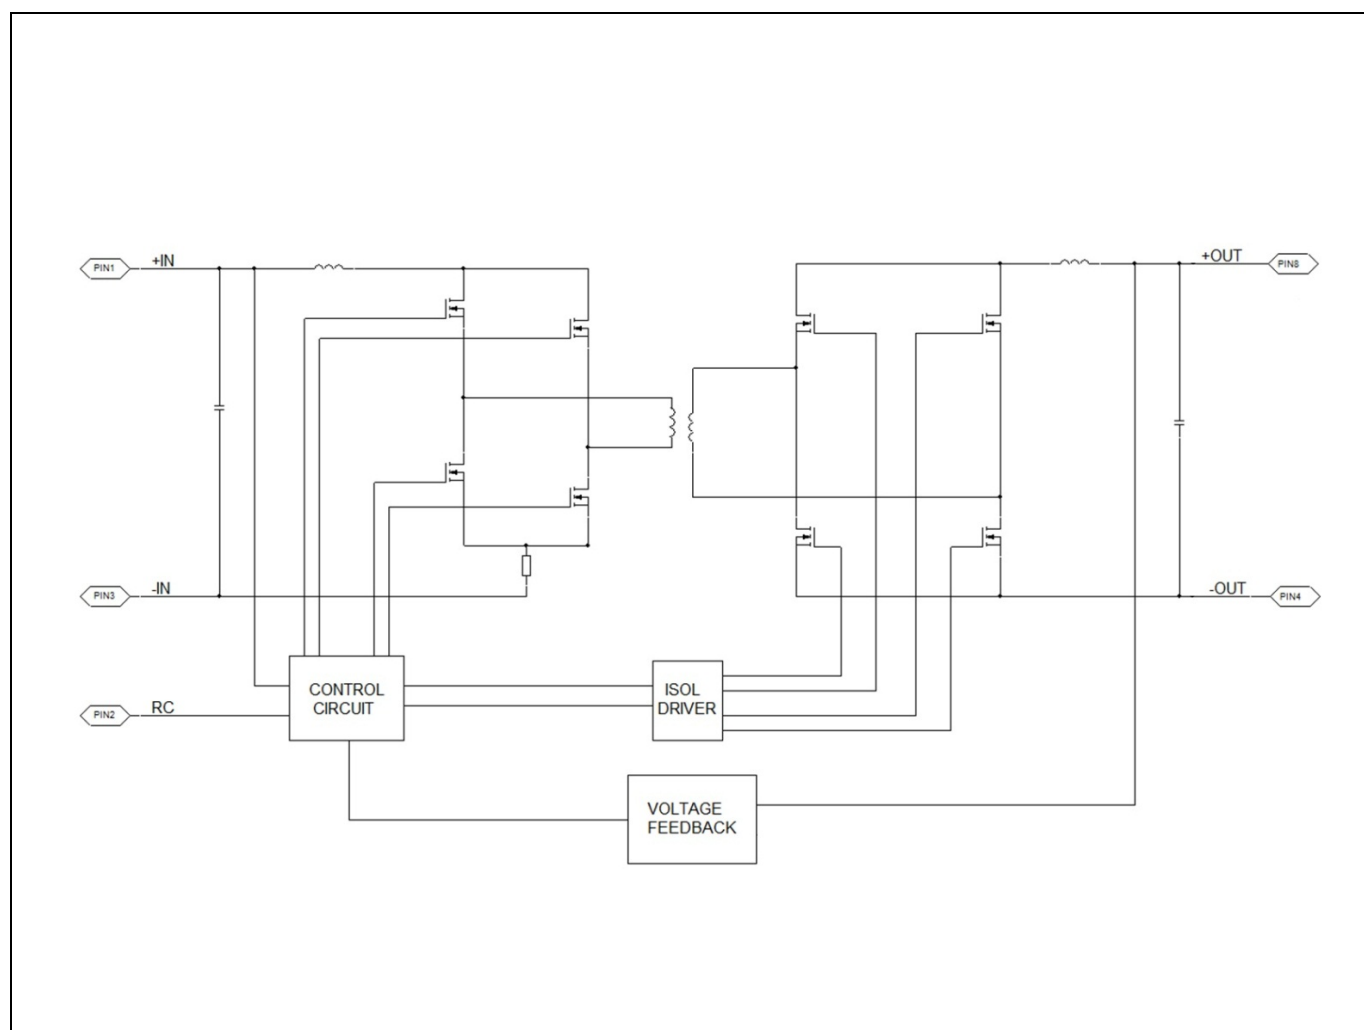 PIN1 +IN
+OUT PIN8
PIN3 -IN
-OUT PIN4
PIN2 RC
CONTROL
CIRCUIT
ISOL
DRIVER
VOLTAGE
FEEDBACK